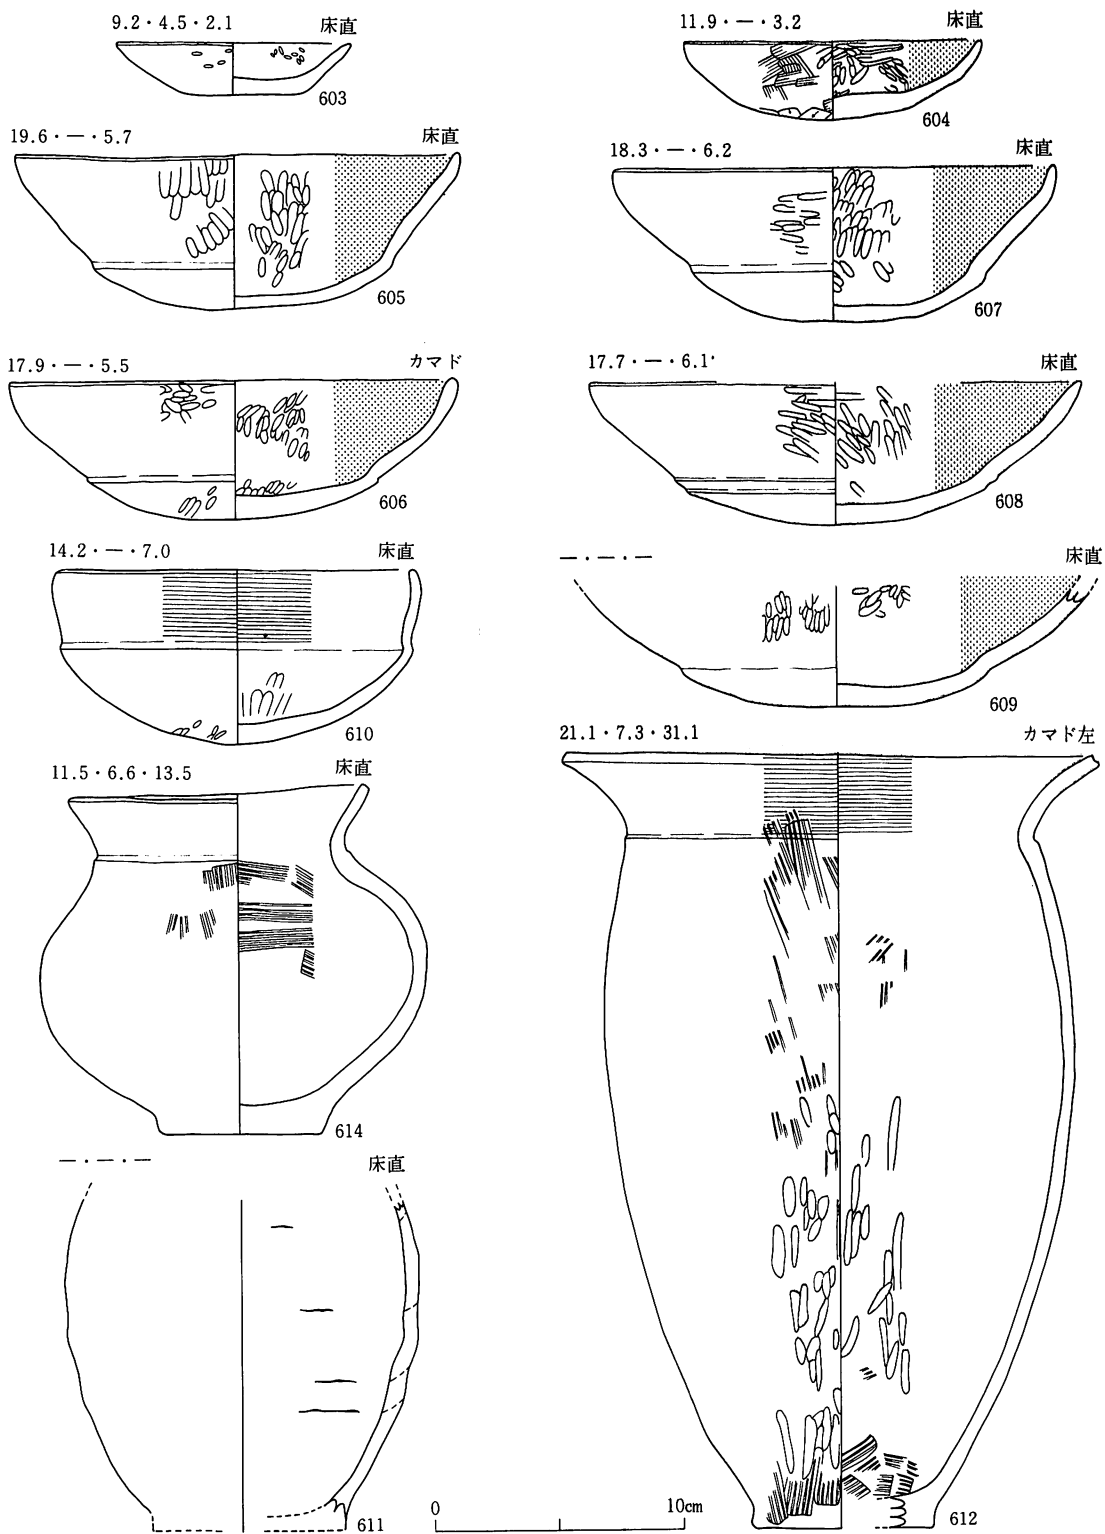 9.2・4.5・2.1 床直
603
11.9・—・3.2 床直
604
19.6・—・5.7 床直
605
18.3・—・6.2 床直
607
17.9・—・5.5 カマド
606
17.7・—・6.1 床直
608
14.2・—・7.0 床直
610
—・—・— 床直
609
11.5・6.6・13.5 床直
614
21.1・7.3・31.1 カマド左
612
—・—・— 床直
611
0 10cm